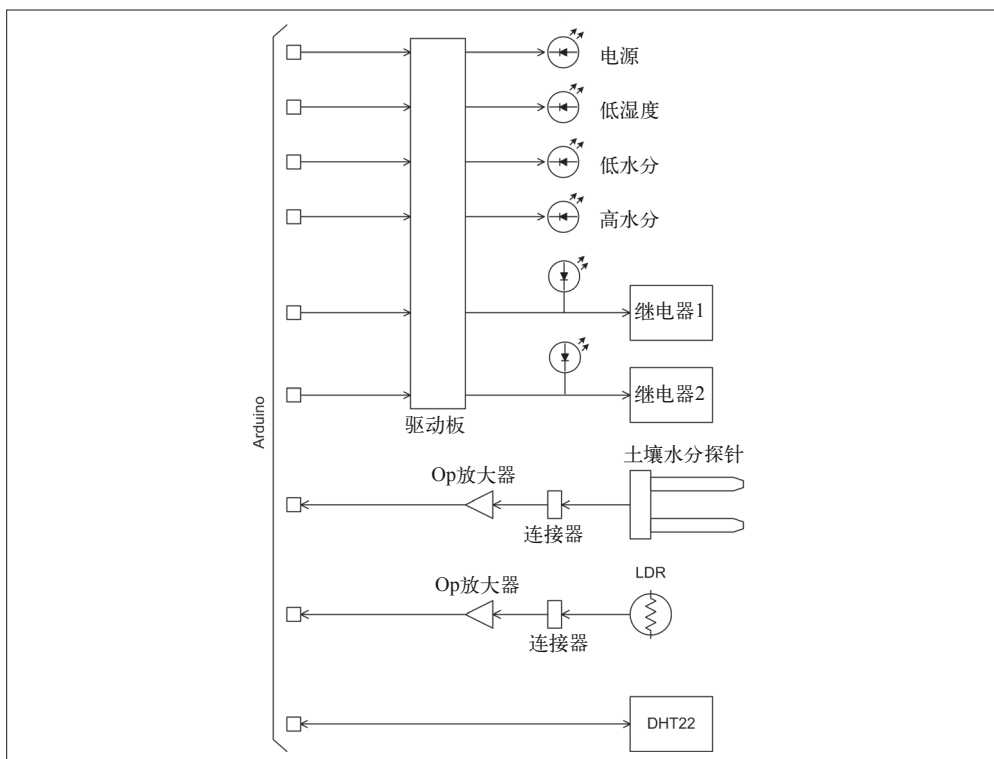 电源
低湿度
低水分
高水分
继电器1
继电器2
Arduino
驱动板
土壤水分探针
Op放大器
连接器
LDR
Op放大器
连接器
DHT22